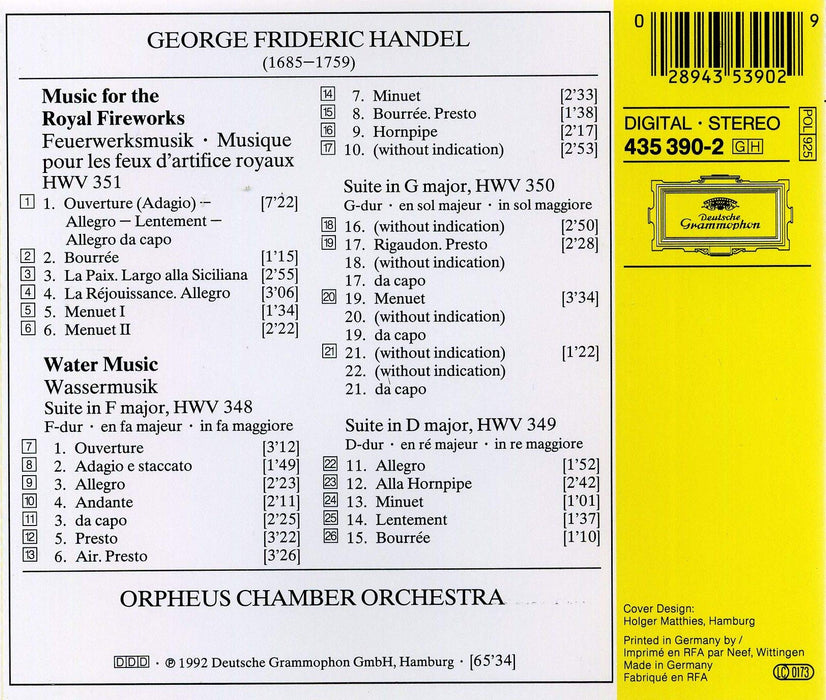 GEORGE FRIDERIC HANDEL
(1685–1759)
Music for the
Royal Fireworks
Feuerwerksmusik · Musique
pour les feux d'artifice royaux
HWV 351
1 1. Ouverture (Adagio) – [7'22]
Allegro – Lentement –
Allegro da capo
2 2. Bourrée [1'15]
3 3. La Paix. Largo alla Siciliana [2'55]
4 4. La Réjouissance. Allegro [3'06]
5 5. Menuet I [1'34]
6 6. Menuet II [2'22]
Water Music
Wassermusik
Suite in F major, HWV 348
F-dur · en fa majeur · in fa maggiore
7 1. Ouverture [3'12]
8 2. Adagio e staccato [1'49]
9 3. Allegro [2'23]
10 4. Andante [2'11]
11 3. da capo [2'25]
12 5. Presto [3'22]
13 6. Air. Presto [3'26]
14 7. Minuet [2'33]
15 8. Bourrée. Presto [1'38]
16 9. Hornpipe [2'17]
17 10. (without indication) [2'53]
Suite in G major, HWV 350
G-dur · en sol majeur · in sol maggiore
18 16. (without indication) [2'50]
19 17. Rigaudon. Presto [2'28]
18. (without indication)
17. da capo
20 19. Menuet [3'34]
20. (without indication)
19. da capo
21 21. (without indication) [1'22]
22. (without indication)
21. da capo
Suite in D major, HWV 349
D-dur · en ré majeur · in re maggiore
22 11. Allegro [1'52]
23 12. Alla Hornpipe [2'42]
24 13. Minuet [1'01]
25 14. Lentement [1'37]
26 15. Bourrée [1'10]
ORPHEUS CHAMBER ORCHESTRA
DDD · ℗ 1992 Deutsche Grammophon GmbH, Hamburg · [65'34]
0 28943 53902 9
DIGITAL · STEREO
435 390-2 GH
POL 925
Deutsche
Grammophon
Cover Design:
Holger Matthies, Hamburg
Printed in Germany by /
Imprimé en RFA par Neef, Wittingen
Made in Germany
Fabriqué en RFA
LC 0173